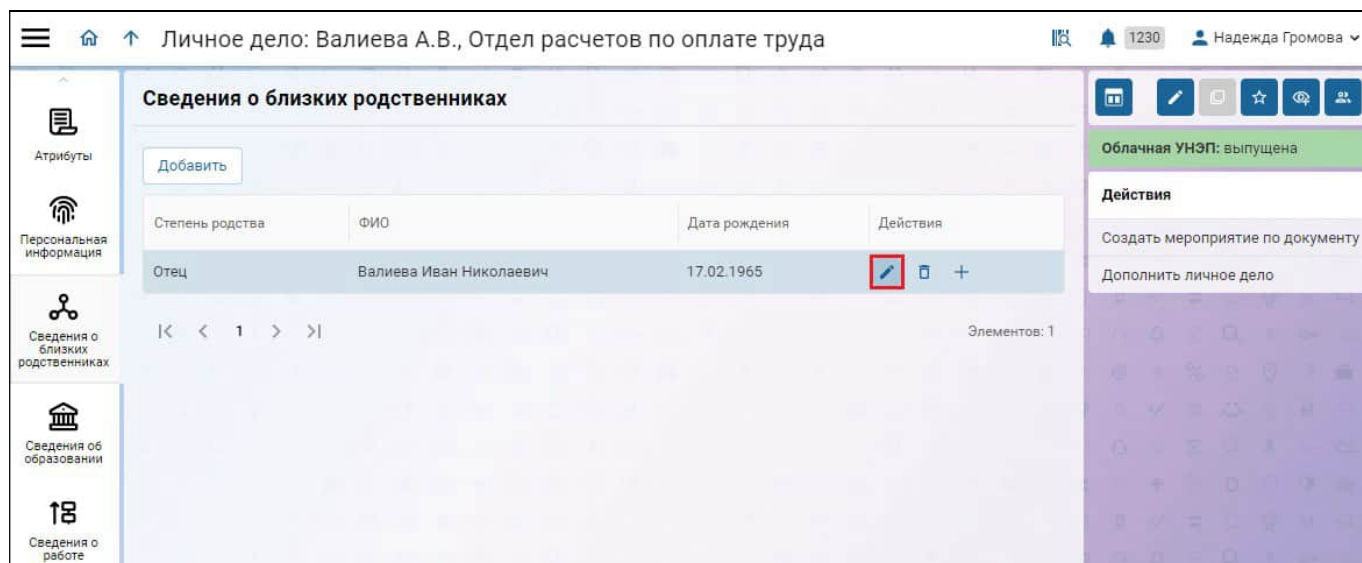 Личное дело: Валиева А.В., Отдел расчетов по оплате труда
1230
Надежда Громова
Атрибуты
Персональная
информация
Сведения о
близких
родственниках
Сведения об
образовании
Сведения о
работе
Сведения о близких родственниках
Добавить
Степень родства ФИО Дата рождения Действия
Отец Валиева Иван Николаевич 17.02.1965
1
Элементов: 1
Облачная УНЭП: выпущена
Действия
Создать мероприятие по документу
Дополнить личное дело